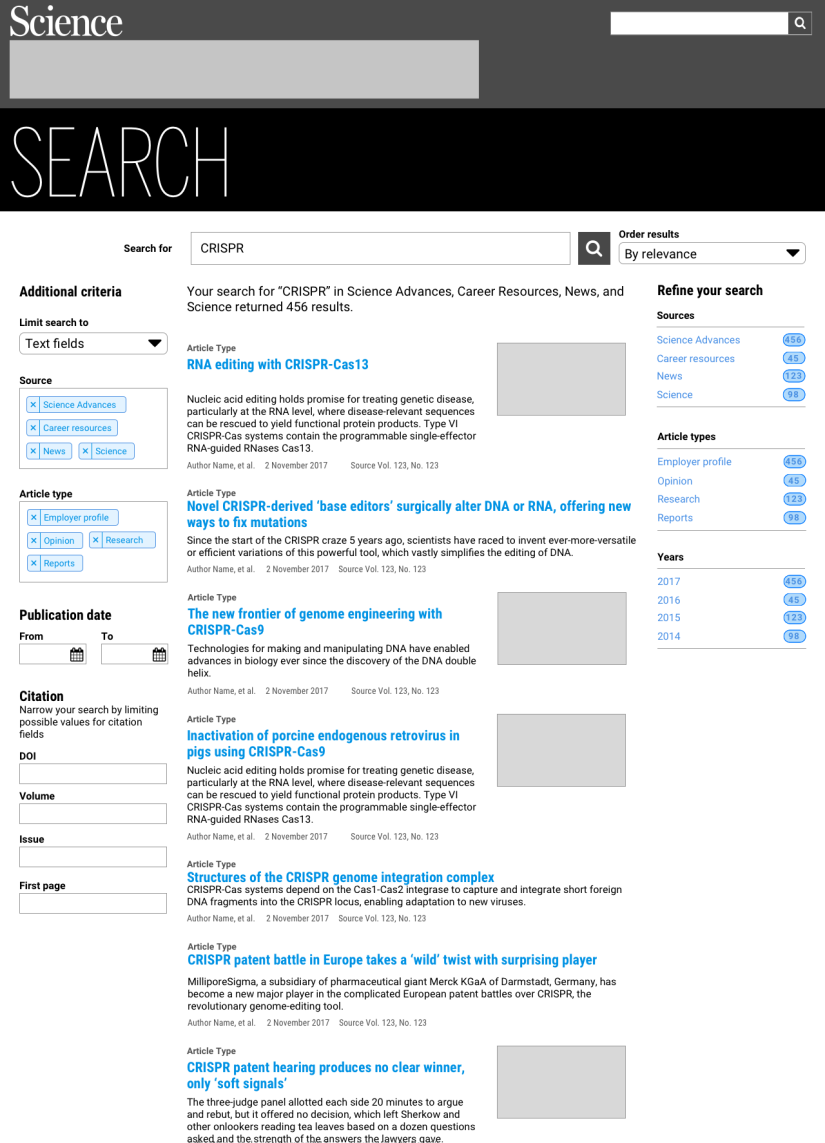 Science
SEARCH
Search for
CRISPR
Order results
By relevance
Additional criteria
Limit search to
Text fields
Source
× Science Advances
× Career resources
× News × Science
Article type
× Employer profile
× Opinion × Research
× Reports
Publication date
From To
Citation
Narrow your search by limiting
possible values for citation
fields
DOI
Volume
Issue
First page
Your search for “CRISPR” in Science Advances, Career Resources, News, and
Science returned 456 results.
Article Type
RNA editing with CRISPR-Cas13
Nucleic acid editing holds promise for treating genetic disease,
particularly at the RNA level, where disease-relevant sequences
can be rescued to yield functional protein products. Type VI
CRISPR-Cas systems contain the programmable single-effector
RNA-guided RNases Cas13.
Author Name, et al. 2 November 2017 Source Vol. 123, No. 123
Article Type
Novel CRISPR-derived ‘base editors’ surgically alter DNA or RNA, offering new
ways to fix mutations
Since the start of the CRISPR craze 5 years ago, scientists have raced to invent ever-more-versatile
or efficient variations of this powerful tool, which vastly simplifies the editing of DNA.
Author Name, et al. 2 November 2017 Source Vol. 123, No. 123
Article Type
The new frontier of genome engineering with
CRISPR-Cas9
Technologies for making and manipulating DNA have enabled
advances in biology ever since the discovery of the DNA double
helix.
Author Name, et al. 2 November 2017 Source Vol. 123, No. 123
Article Type
Inactivation of porcine endogenous retrovirus in
pigs using CRISPR-Cas9
Nucleic acid editing holds promise for treating genetic disease,
particularly at the RNA level, where disease-relevant sequences
can be rescued to yield functional protein products. Type VI
CRISPR-Cas systems contain the programmable single-effector
RNA-guided RNases Cas13.
Author Name, et al. 2 November 2017 Source Vol. 123, No. 123
Article Type
Structures of the CRISPR genome integration complex
CRISPR-Cas systems depend on the Cas1-Cas2 integrase to capture and integrate short foreign
DNA fragments into the CRISPR locus, enabling adaptation to new viruses.
Author Name, et al. 2 November 2017 Source Vol. 123, No. 123
Article Type
CRISPR patent battle in Europe takes a ‘wild’ twist with surprising player
MilliporeSigma, a subsidiary of pharmaceutical giant Merck KGaA of Darmstadt, Germany, has
become a new major player in the complicated European patent battles over CRISPR, the
revolutionary genome-editing tool.
Author Name, et al. 2 November 2017 Source Vol. 123, No. 123
Article Type
CRISPR patent hearing produces no clear winner,
only ‘soft signals’
The three-judge panel allotted each side 20 minutes to argue
and rebut, but it offered no decision, which left Sherkow and
other onlookers reading tea leaves based on a dozen questions
asked and the strength of the answers the lawyers gave.
Refine your search
Sources
Science Advances 456
Career resources 45
News 123
Science 98
Article types
Employer profile 456
Opinion 45
Research 123
Reports 98
Years
2017 456
2016 45
2015 123
2014 98